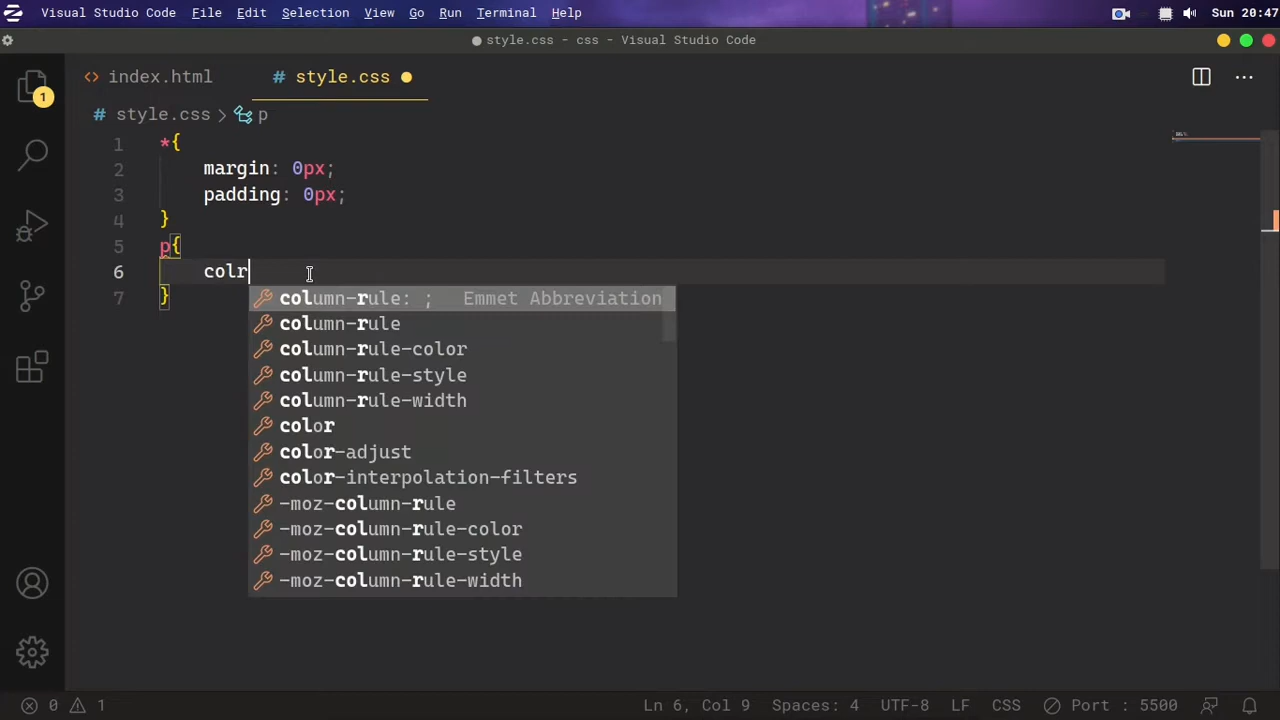 Visual Studio Code File Edit Selection View Go Run Terminal Help Sun 20:47
style.css - css - Visual Studio Code
index.html # style.css
# style.css > p
1 *{
2 margin: 0px;
3 padding: 0px;
4 }
5 p{
6 colr
7 }
column-rule: ; Emmet Abbreviation
column-rule
column-rule-color
column-rule-style
column-rule-width
color
color-adjust
color-interpolation-filters
-moz-column-rule
-moz-column-rule-color
-moz-column-rule-style
-moz-column-rule-width
1
0 1 Ln 6, Col 9 Spaces: 4 UTF-8 LF CSS Port : 5500